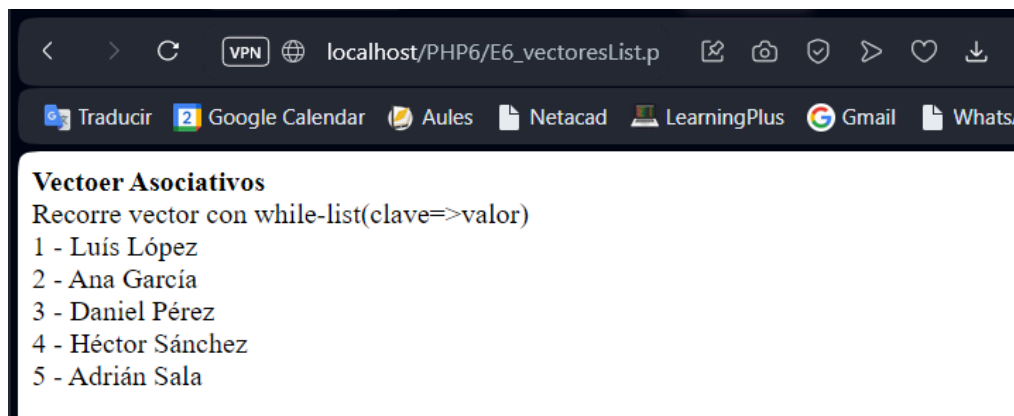 VPN localhost/PHP6/E6_vectoresList.p
Traducir 2 Google Calendar Aules Netacad LearningPlus G Gmail Whats
Vectoer Asociativos
Recorre vector con while-list(clave=>valor)
1 - Luís López
2 - Ana García
3 - Daniel Pérez
4 - Héctor Sánchez
5 - Adrián Sala